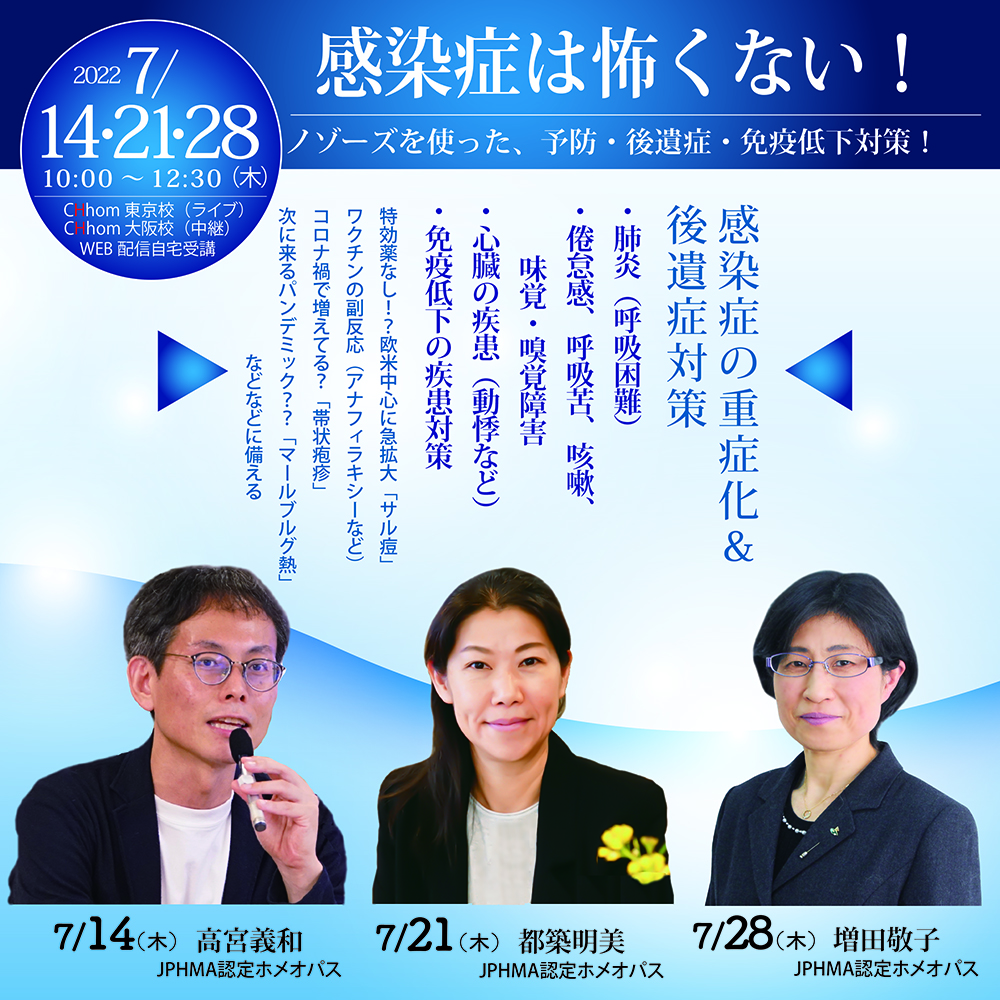 2022 7/
14・21・28
10:00 ～ 12:30（木）
CHhom 東京校（ライブ）
CHhom 大阪校（中継）
WEB 配信自宅受講
感染症は怖くない！
ノゾーズを使った、予防・後遺症・免疫低下対策！
感染症の重症化＆
後遺症対策
・肺炎（呼吸困難）
・倦怠感、呼吸苦、咳嗽、
味覚・嗅覚障害
・心臓の疾患（動悸など）
・免疫低下の疾患対策
特効薬なし！？欧米中心に急拡大「サル痘」
ワクチンの副反応（アナフィラキシーなど）
コロナ禍で増えてる？「帯状疱疹」
次に来るパンデミック？？「マールブルグ熱」
などなどに備える
7/14（木） 高宮義和
JPHMA認定ホメオパス
7/21（木） 都築明美
JPHMA認定ホメオパス
7/28（木） 増田敬子
JPHMA認定ホメオパス